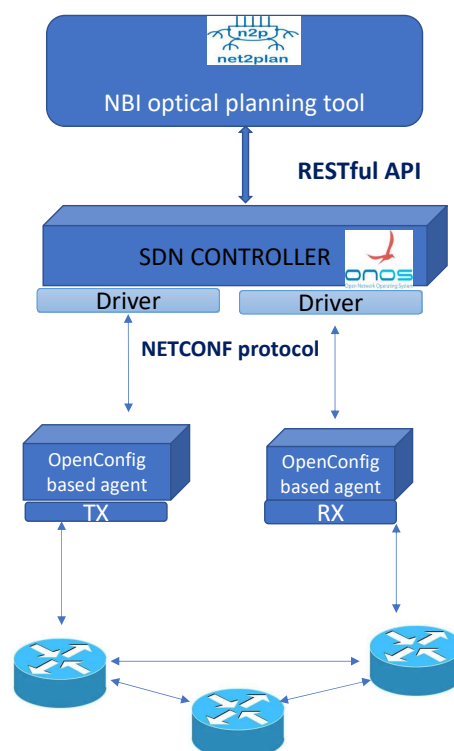 n2p
net2plan
NBI optical planning tool
RESTful API
SDN CONTROLLER
onos
Open Network Operating System
Driver
Driver
NETCONF protocol
OpenConfig
based agent
TX
OpenConfig
based agent
RX